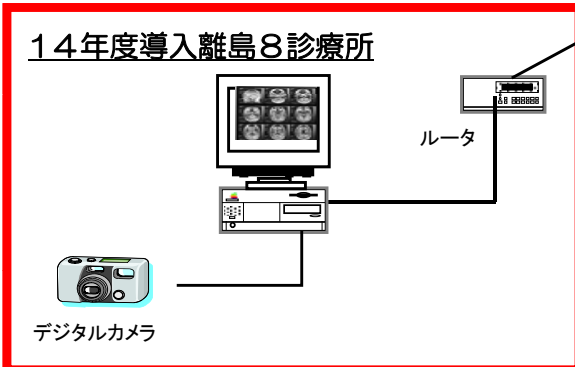 １４年度導入離島８診療所
ルータ
デジタルカメラ